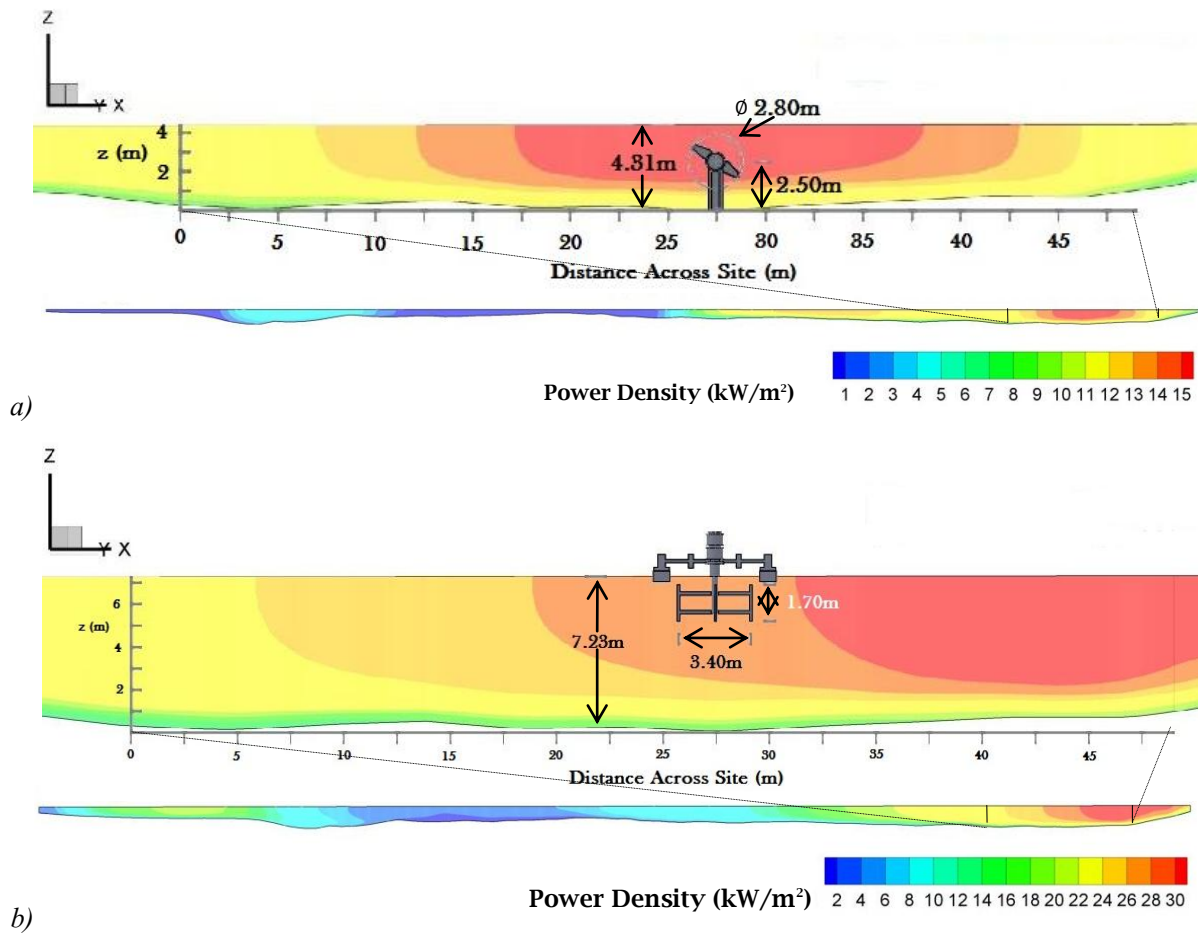 Z
Y X
ø 2.80m
4
z (m)
2
4.31m
2.50m
0 5 10 15 20 25 30 35 40 45
Distance Across Site (m)
Power Density (kW/m²)
1 2 3 4 5 6 7 8 9 10 11 12 13 14 15
a)
Z
Y X
6
z (m)
4
2
7.23m
1.70m
3.40m
0 5 10 15 20 25 30 35 40 45
Distance Across Site (m)
Power Density (kW/m²)
2 4 6 8 10 12 14 16 18 20 22 24 26 28 30
b)